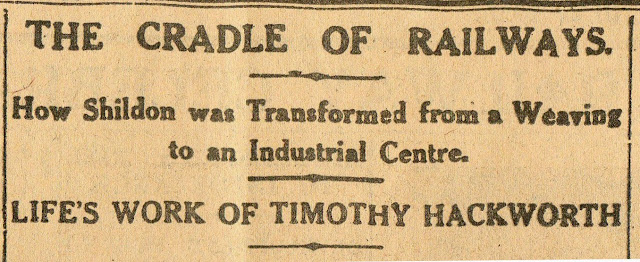 THE CRADLE OF RAILWAYS.
How Shildon was Transformed from a Weaving
to an Industrial Centre.
LIFE'S WORK OF TIMOTHY HACKWORTH